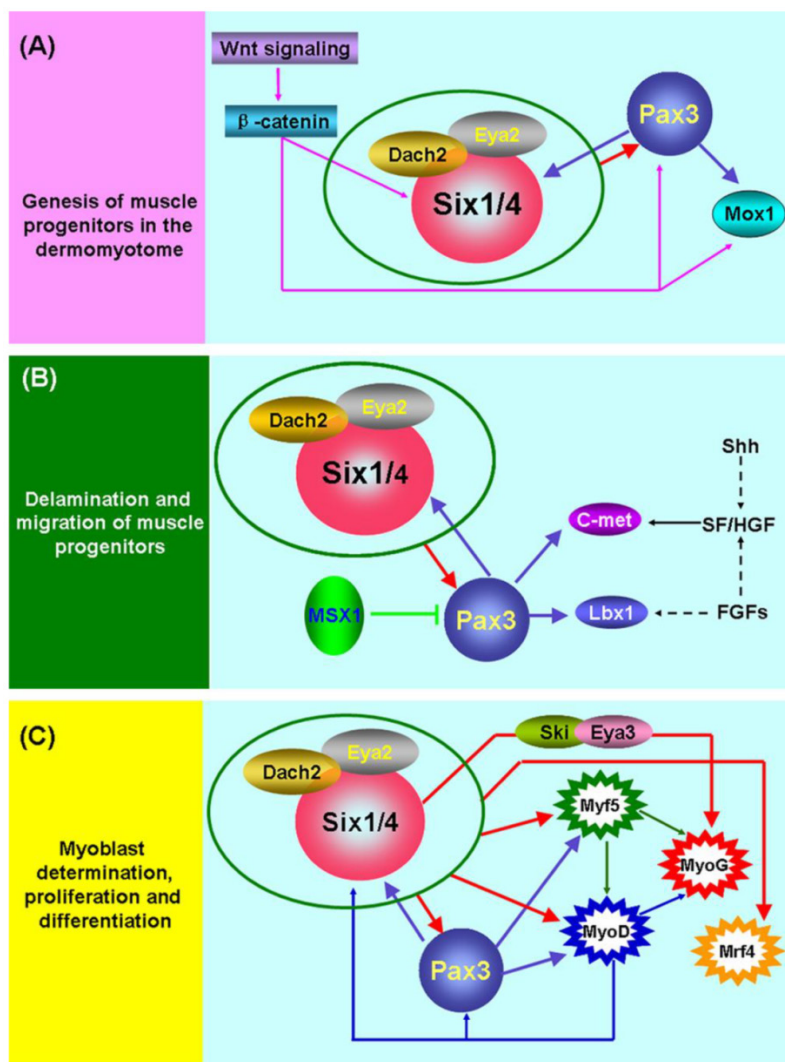 (A)
Genesis of muscle
progenitors in the
dermomyotome
Wnt signaling
β-catenin
Dach2
Eya2
Six1/4
Pax3
Mox1
(B)
Delamination and
migration of muscle
progenitors
Dach2
Eya2
Six1/4
MSX1
Pax3
C-met
Lbx1
Shh
SF/HGF
FGFs
(C)
Myoblast
determination,
proliferation and
differentiation
Dach2
Eya2
Six1/4
Pax3
Ski
Eya3
Myf5
MyoD
MyoG
Mrf4